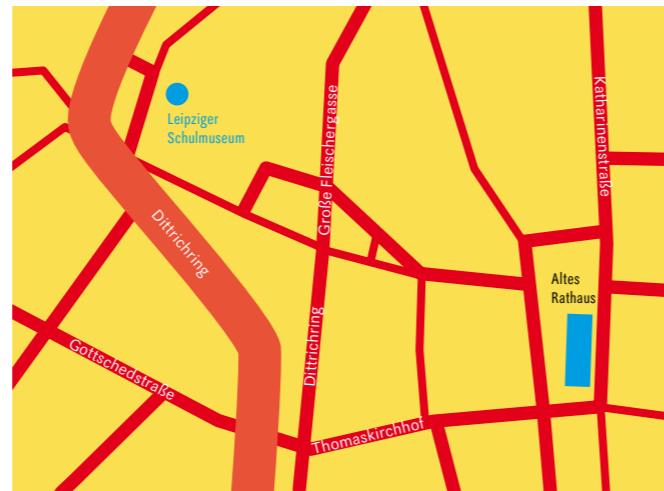 Leipziger
Schulmuseum
Große Fleischergasse
Katharinenstraße
Dittrichring
Altes
Rathaus
Dittrichring
Gottschedstraße
Thomaskirchhof